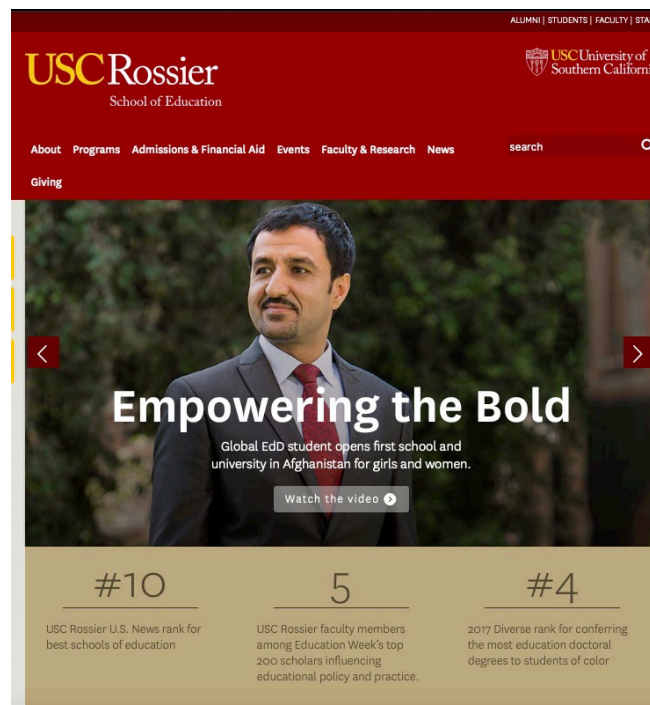 ALUMNI | STUDENTS | FACULTY | STA
USC Rossier
School of Education
USC University of
Southern Californi
About Programs Admissions & Financial Aid Events Faculty & Research News
search
Giving
Empowering the Bold
Global EdD student opens first school and
university in Afghanistan for girls and women.
Watch the video
#10
USC Rossier U.S. News rank for
best schools of education
5
USC Rossier faculty members
among Education Week's top
200 scholars influencing
educational policy and practice.
#4
2017 Diverse rank for conferring
the most education doctoral
degrees to students of color